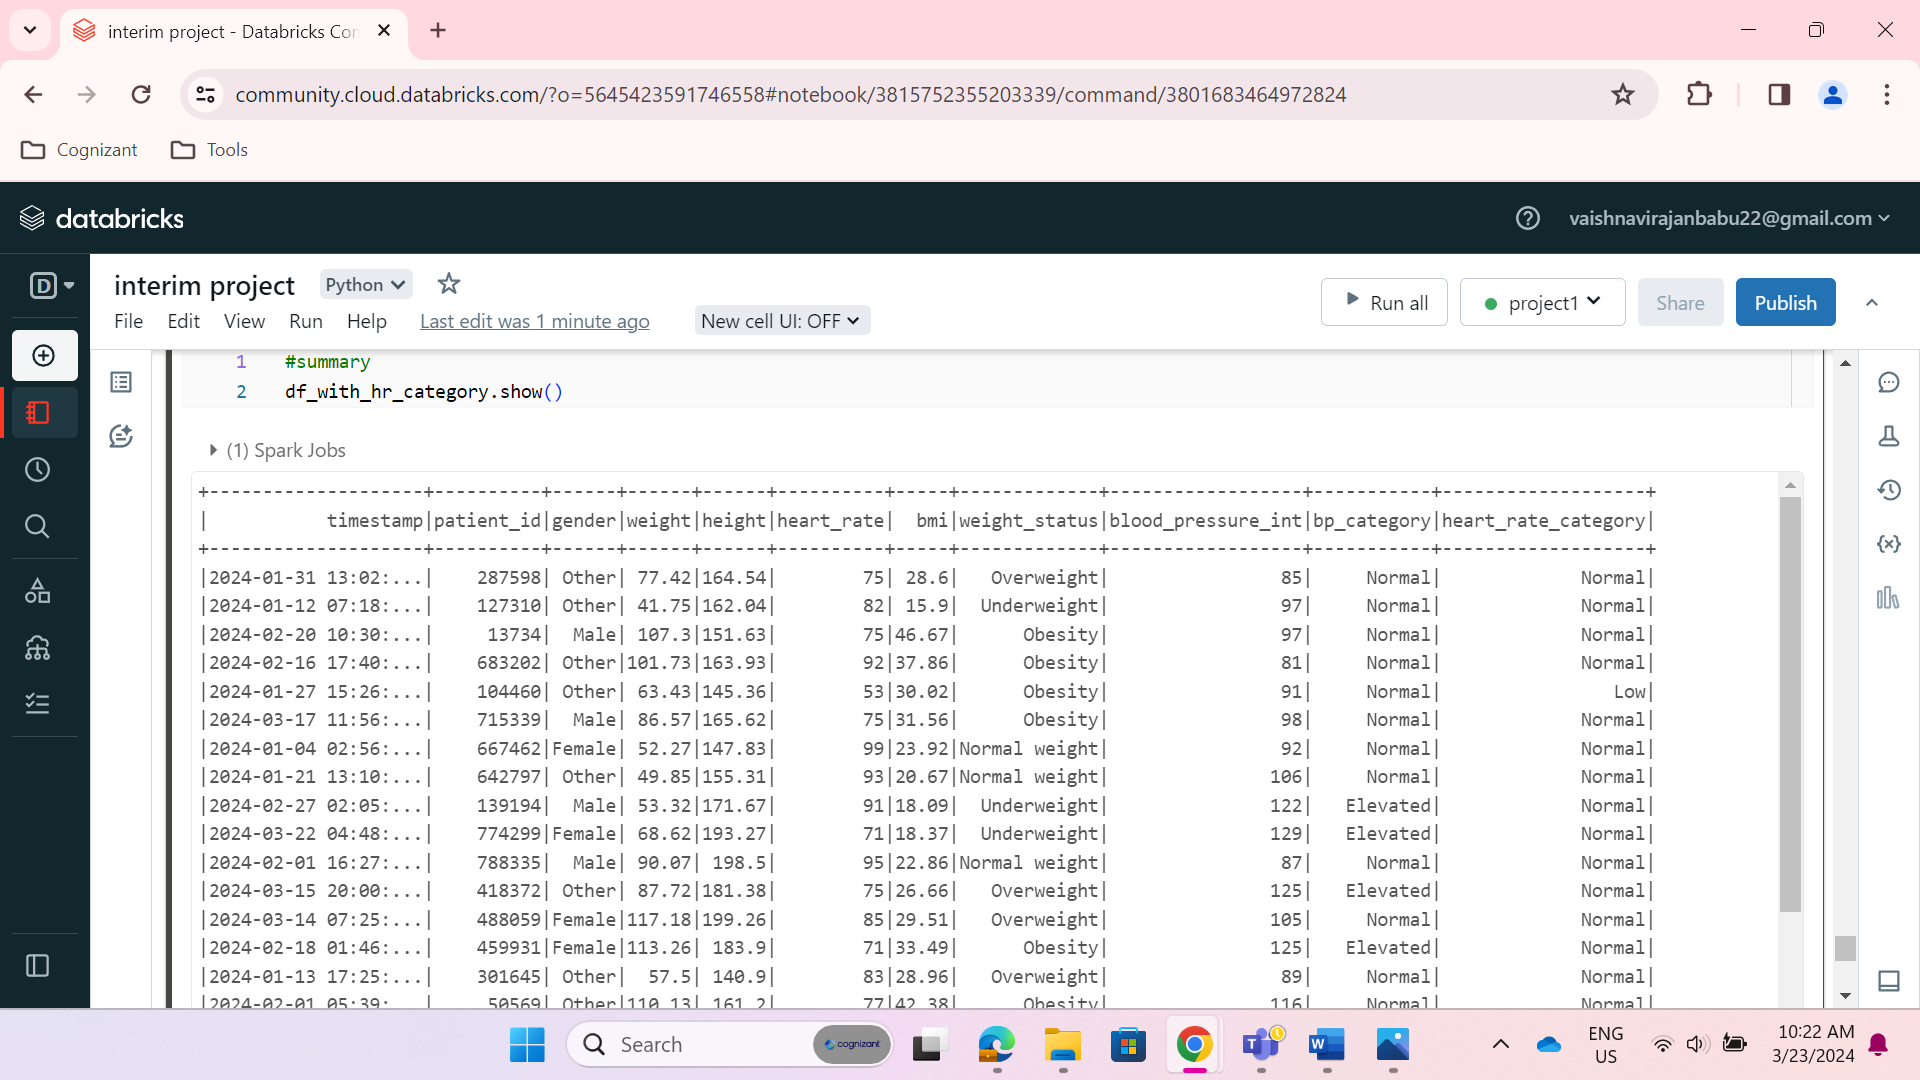 interim project - Databricks Co
community.cloud.databricks.com/?o=5645423591746558#notebook/3815752355203339/command/3801683464972824
Cognizant Tools
databricks vaishnavirajanbabu22@gmail.com
D interim project Python
Run all project1 Share Publish
File Edit View Run Help Last edit was 1 minute ago New cell UI: OFF
1 #summary
2 df_with_hr_category.show()
(1) Spark Jobs
+--------------------+----------+------+------+------+----------+-----+-------------+------------------+-----------+-------------------+
| timestamp|patient_id|gender|weight|height|heart_rate| bmi|weight_status|blood_pressure_int|bp_category|heart_rate_category|
+--------------------+----------+------+------+------+----------+-----+-------------+------------------+-----------+-------------------+
|2024-01-31 13:02:...| 287598| Other| 77.42|164.54| 75| 28.6| Overweight| 85| Normal| Normal|
|2024-01-12 07:18:...| 127310| Other| 41.75|162.04| 82| 15.9| Underweight| 97| Normal| Normal|
|2024-02-20 10:30:...| 13734| Male| 107.3|151.63| 75|46.67| Obesity| 97| Normal| Normal|
|2024-02-16 17:40:...| 683202| Other|101.73|163.93| 92|37.86| Obesity| 81| Normal| Normal|
|2024-01-27 15:26:...| 104460| Other| 63.43|145.36| 53|30.02| Obesity| 91| Normal| Low|
|2024-03-17 11:56:...| 715339| Male| 86.57|165.62| 75|31.56| Obesity| 98| Normal| Normal|
|2024-01-04 02:56:...| 667462|Female| 52.27|147.83| 99|23.92|Normal weight| 92| Normal| Normal|
|2024-01-21 13:10:...| 642797| Other| 49.85|155.31| 93|20.67|Normal weight| 106| Normal| Normal|
|2024-02-27 02:05:...| 139194| Male| 53.32|171.67| 91|18.09| Underweight| 122| Elevated| Normal|
|2024-03-22 04:48:...| 774299|Female| 68.62|193.27| 71|18.37| Underweight| 129| Elevated| Normal|
|2024-02-01 16:27:...| 788335| Male| 90.07| 198.5| 95|22.86|Normal weight| 87| Normal| Normal|
|2024-03-15 20:00:...| 418372| Other| 87.72|181.38| 75|26.66| Overweight| 125| Elevated| Normal|
|2024-03-14 07:25:...| 488059|Female|117.18|199.26| 85|29.51| Overweight| 105| Normal| Normal|
|2024-02-18 01:46:...| 459931|Female|113.26| 183.9| 71|33.49| Obesity| 125| Elevated| Normal|
|2024-01-13 17:25:...| 301645| Other| 57.5| 140.9| 83|28.96| Overweight| 89| Normal| Normal|
|2024-02-01 05:39:...| 50569| Other|110.13| 161.2| 77|42.38| Obesity| 116| Normal| Normal|
Search cognizant
ENG
US
10:22 AM
3/23/2024